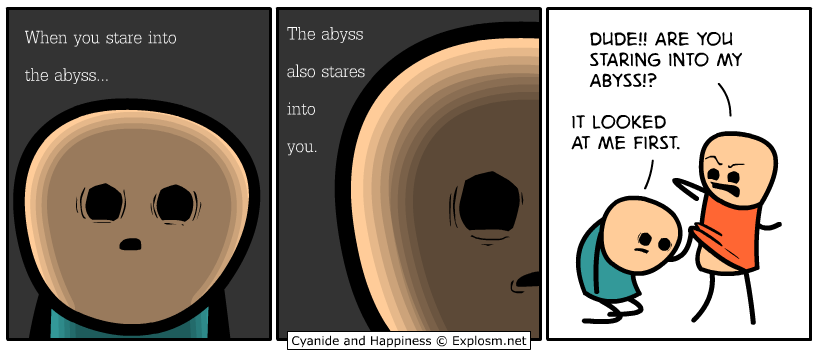 When you stare into
the abyss...
The abyss
also stares
into
you.
DUDE!! ARE YOU
STARING INTO MY
ABYSS!?
IT LOOKED
AT ME FIRST.
Cyanide and Happiness © Explosm.net